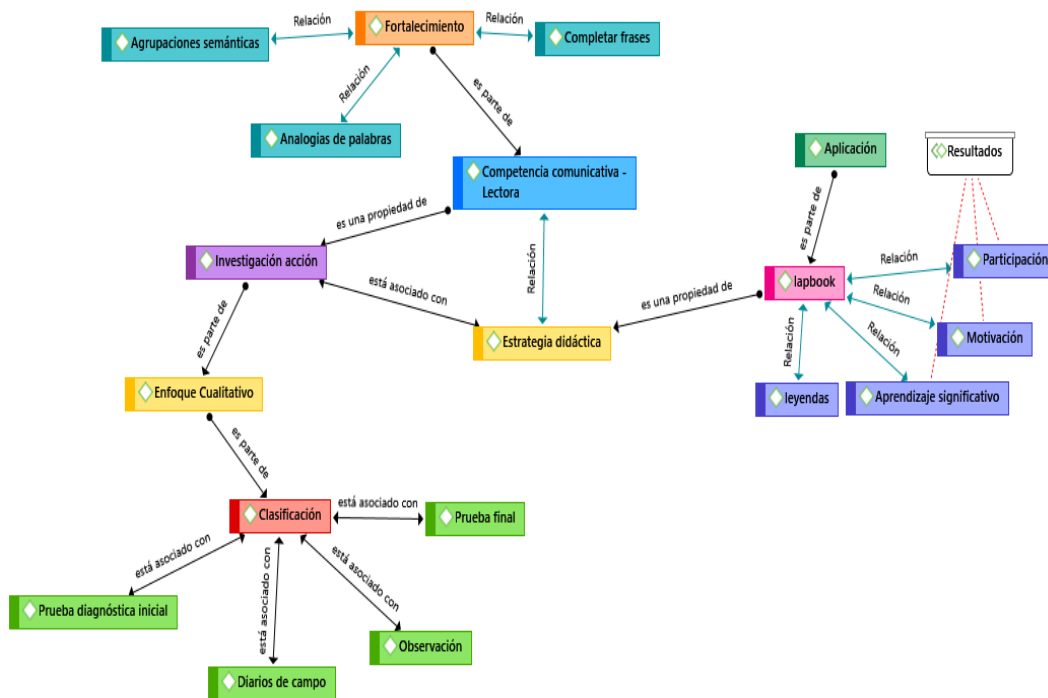 Relación
Fortalecimiento
Relación
Agrupaciones semánticas
Completar frases
Relación
es parte de
Analogías de palabras
Aplicación
Resultados
Competencia comunicativa -
Lectora
es una propiedad de
es parte de
Relación
Investigación acción
Relación
Participación
está asociado con
es una propiedad de
lapbook
Relación
es parte de
Estrategia didáctica
Relación
Relación
Motivación
Enfoque Cualitativo
leyendas
Aprendizaje significativo
es parte de
Clasificación
está asociado con
Prueba final
está asociado con
está asociado con
está asociado con
Prueba diagnóstica inicial
Observación
Diarios de campo